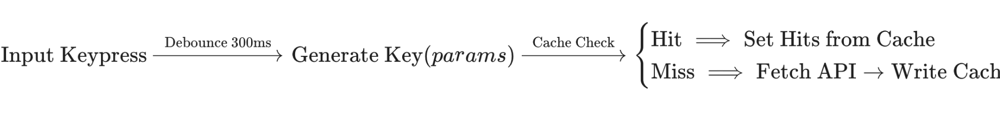 Input Keypress Debounce 300ms → Generate Key(params) Cache Check → { Hit ⟹ Set Hits from Cache
Miss ⟹ Fetch API → Write Cach